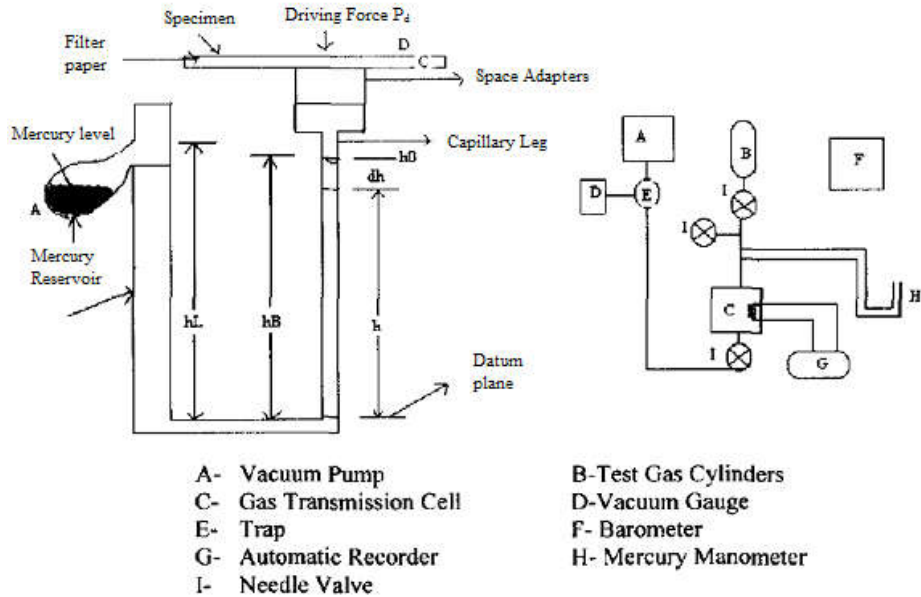 Specimen
Driving Force Pd
Filter
paper
D
C
Space Adapters
Mercury level
Capillary Leg
h0
dh
A
Mercury
Reservoir
hL
hB
h
Datum
plane
A
B
F
D
E
I
I
H
C
I
G
A- Vacuum Pump
C- Gas Transmission Cell
E- Trap
G- Automatic Recorder
I- Needle Valve
B-Test Gas Cylinders
D-Vacuum Gauge
F- Barometer
H- Mercury Manometer